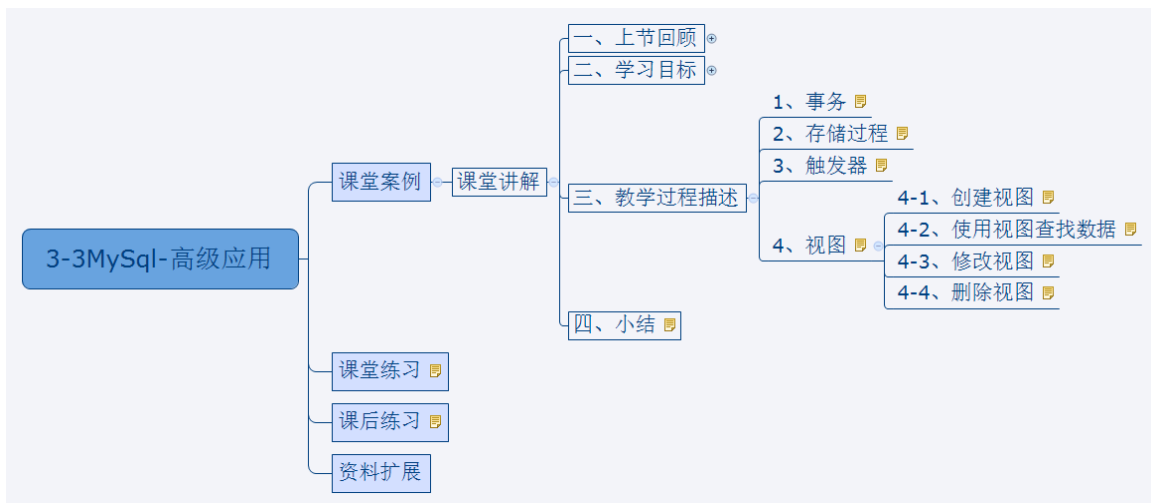 3-3MySql-高级应用
课堂案例
课堂讲解
一、上节回顾
二、学习目标
三、教学过程描述
1、事务
2、存储过程
3、触发器
4、视图
4-1、创建视图
4-2、使用视图查找数据
4-3、修改视图
4-4、删除视图
四、小结
课堂练习
课后练习
资料扩展